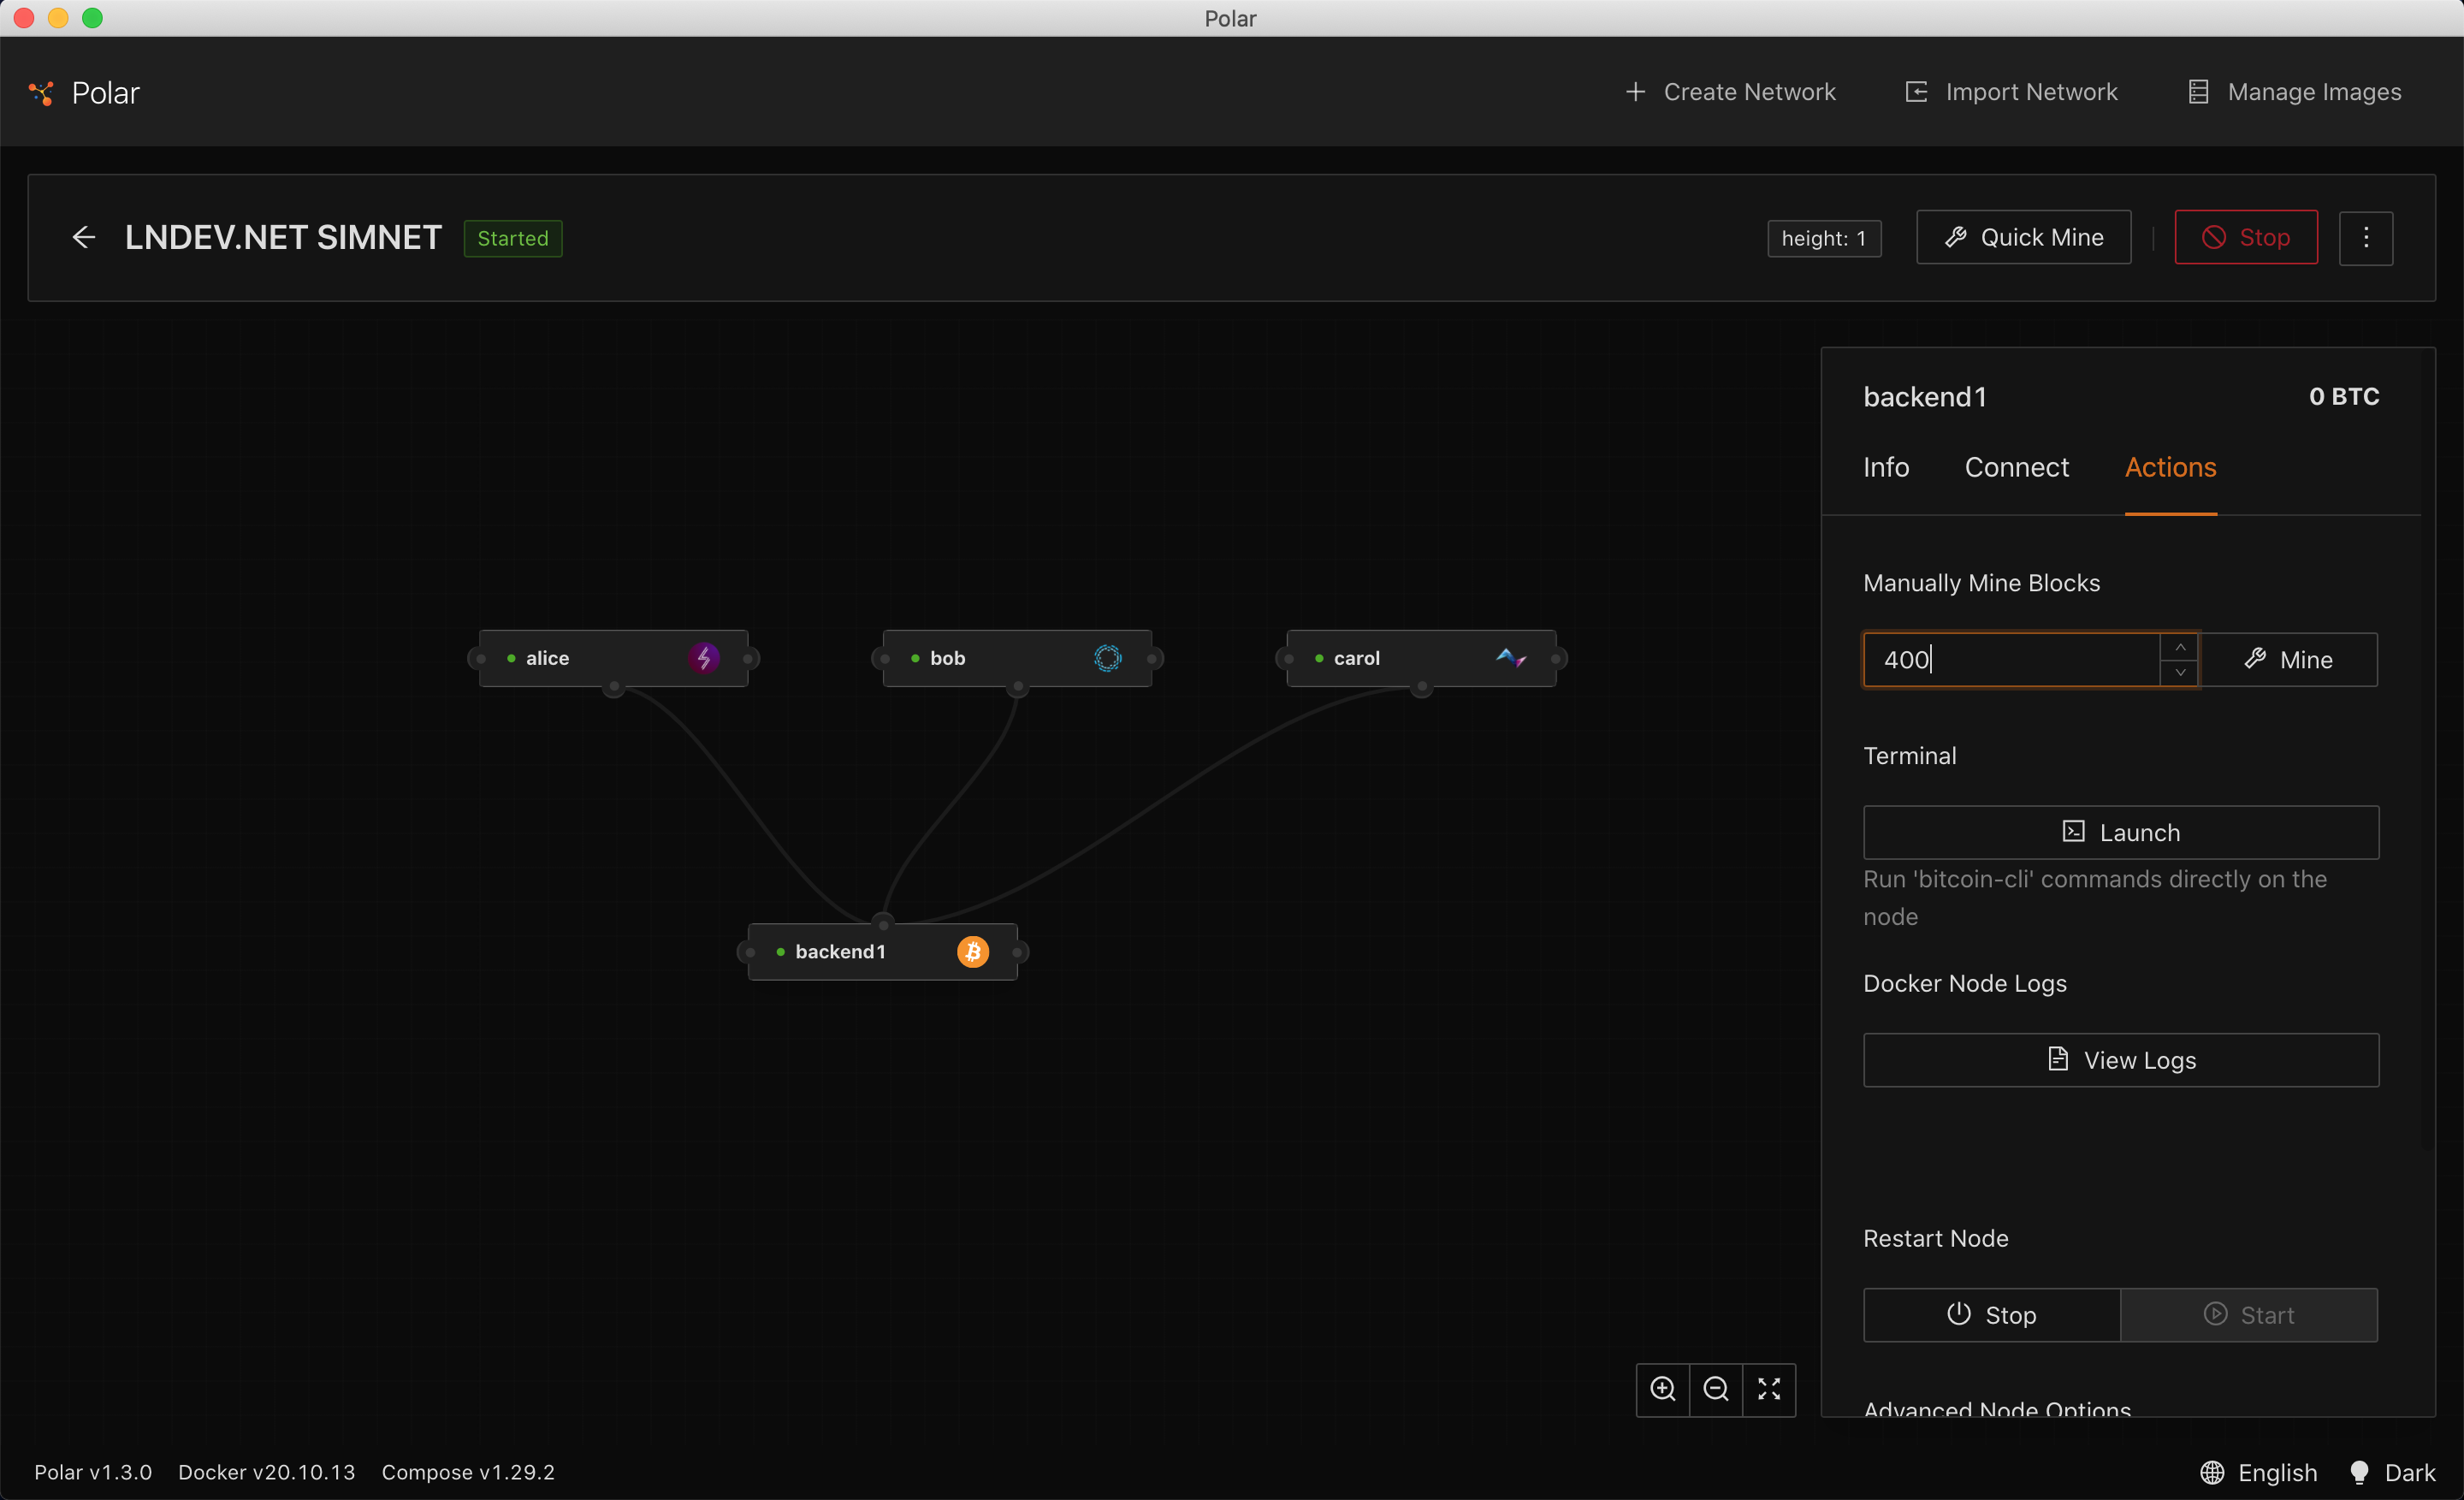 Polar
Polar
Create Network
Import Network
Manage Images
LNDEV.NET SIMNET
Started
height: 1
Quick Mine
Stop
backend1
0 BTC
Info
Connect
Actions
Manually Mine Blocks
400
Mine
alice
bob
carol
Terminal
Launch
Run 'bitcoin-cli' commands directly on the
node
backend1
Docker Node Logs
View Logs
Restart Node
Stop
Start
Advanced Node Options
Polar v1.3.0
Docker v20.10.13
Compose v1.29.2
English
Dark